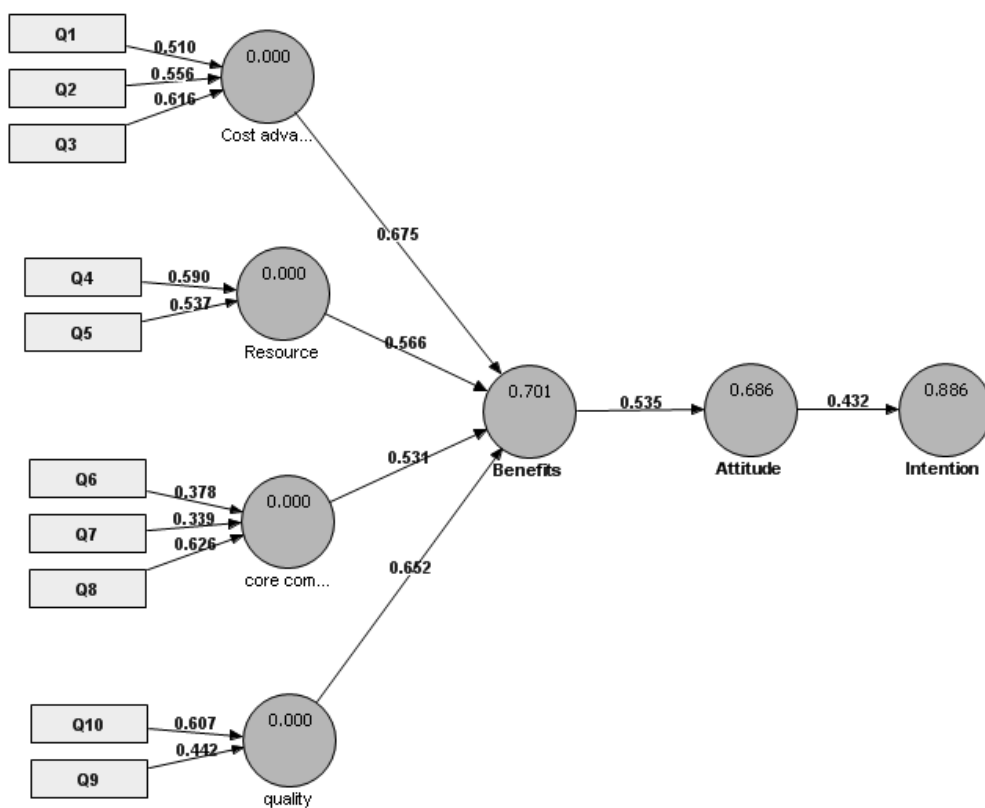 Q1
0.510
Q2
0.556
Q3
0.616
0.000
Cost adva...
0.675
Q4
0.590
Q5
0.537
0.000
Resource
0.566
Q6
0.378
Q7
0.339
Q8
0.626
0.000
core com...
0.531
Q10
0.607
Q9
0.442
0.000
quality
0.652
0.701
Benefits
0.535
0.686
Attitude
0.432
0.886
Intention